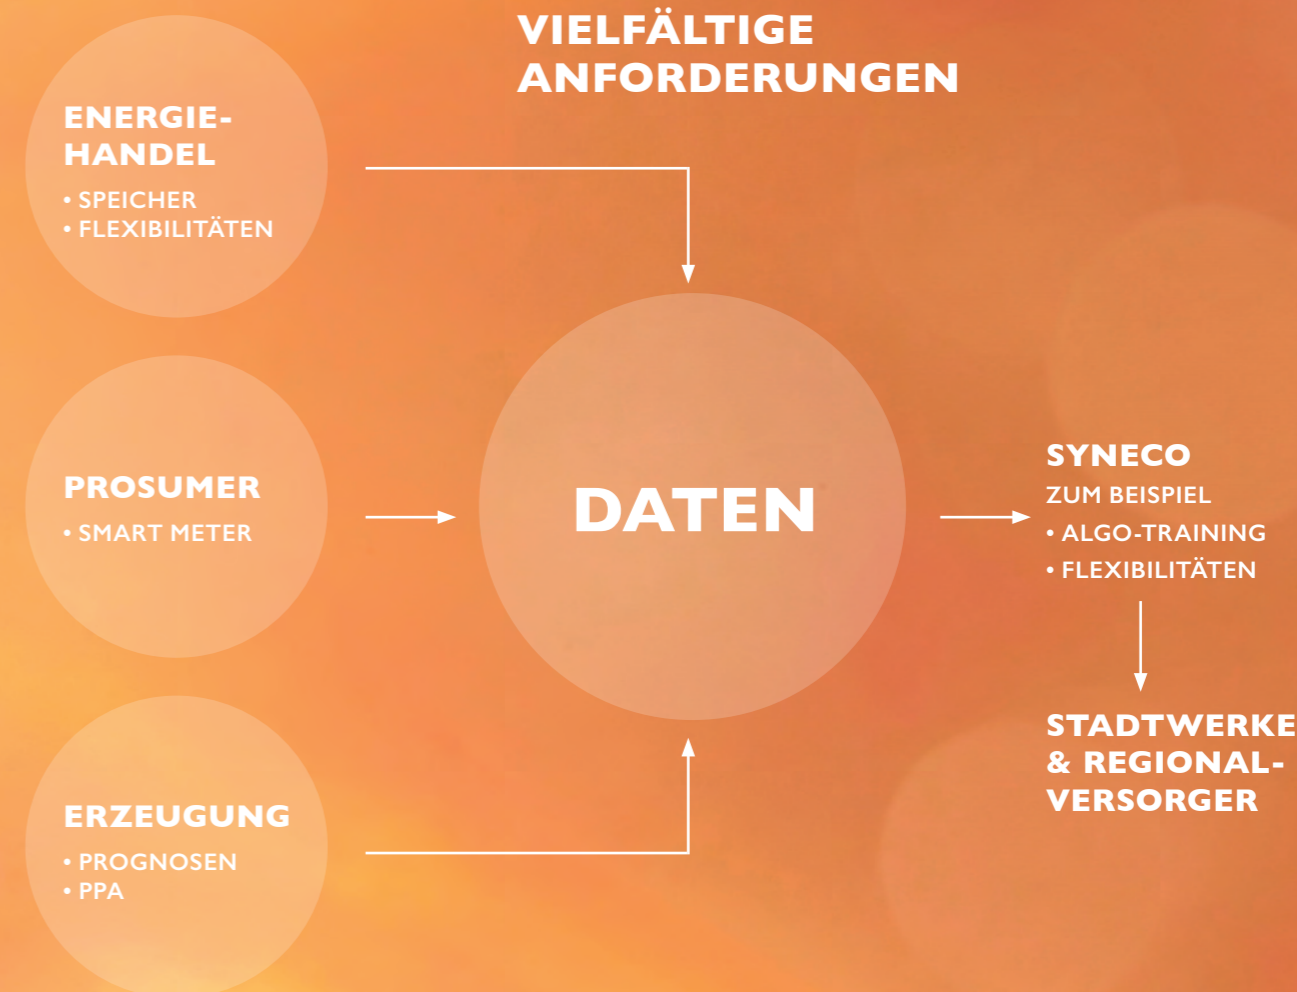 VIELFÄLTIGE
ANFORDERUNGEN
ENERGIE-
HANDEL
• SPEICHER
• FLEXIBILITÄTEN
PROSUMER
• SMART METER
ERZEUGUNG
• PROGNOSEN
• PPA
DATEN
SYNECO
ZUM BEISPIEL
• ALGO-TRAINING
• FLEXIBILITÄTEN
STADTWERKE
& REGIONAL-
VERSORGER